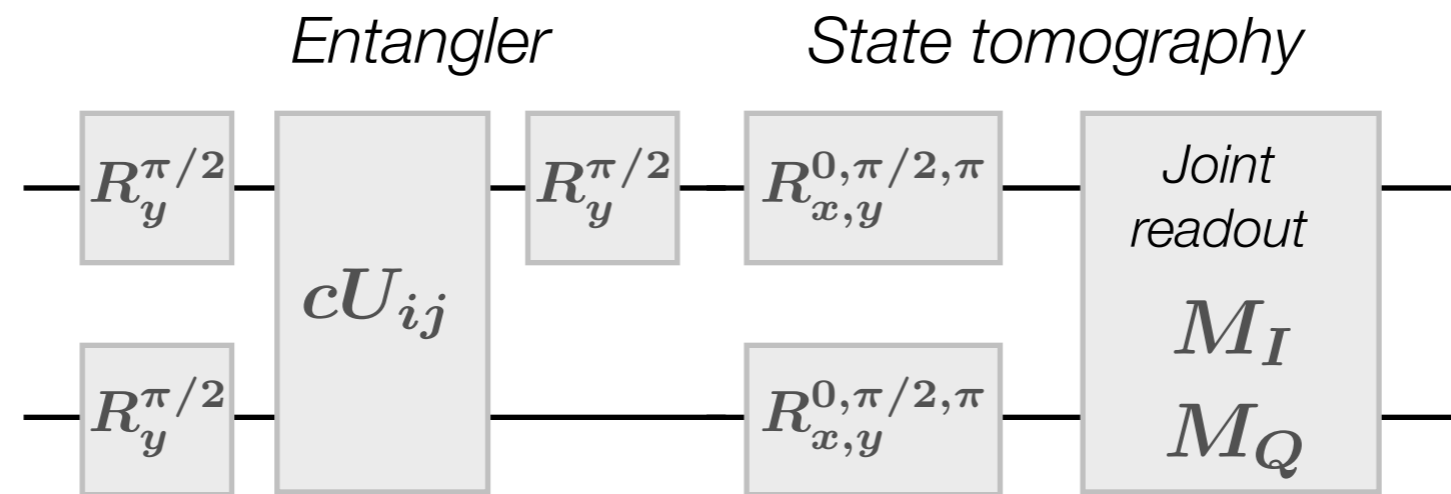 Entangler
State tomography
R_y^{π/2}
cU_{ij}
R_y^{π/2}
R_{x,y}^{0,π/2,π}
Joint
readout
M_I
M_Q
R_y^{π/2}
R_{x,y}^{0,π/2,π}